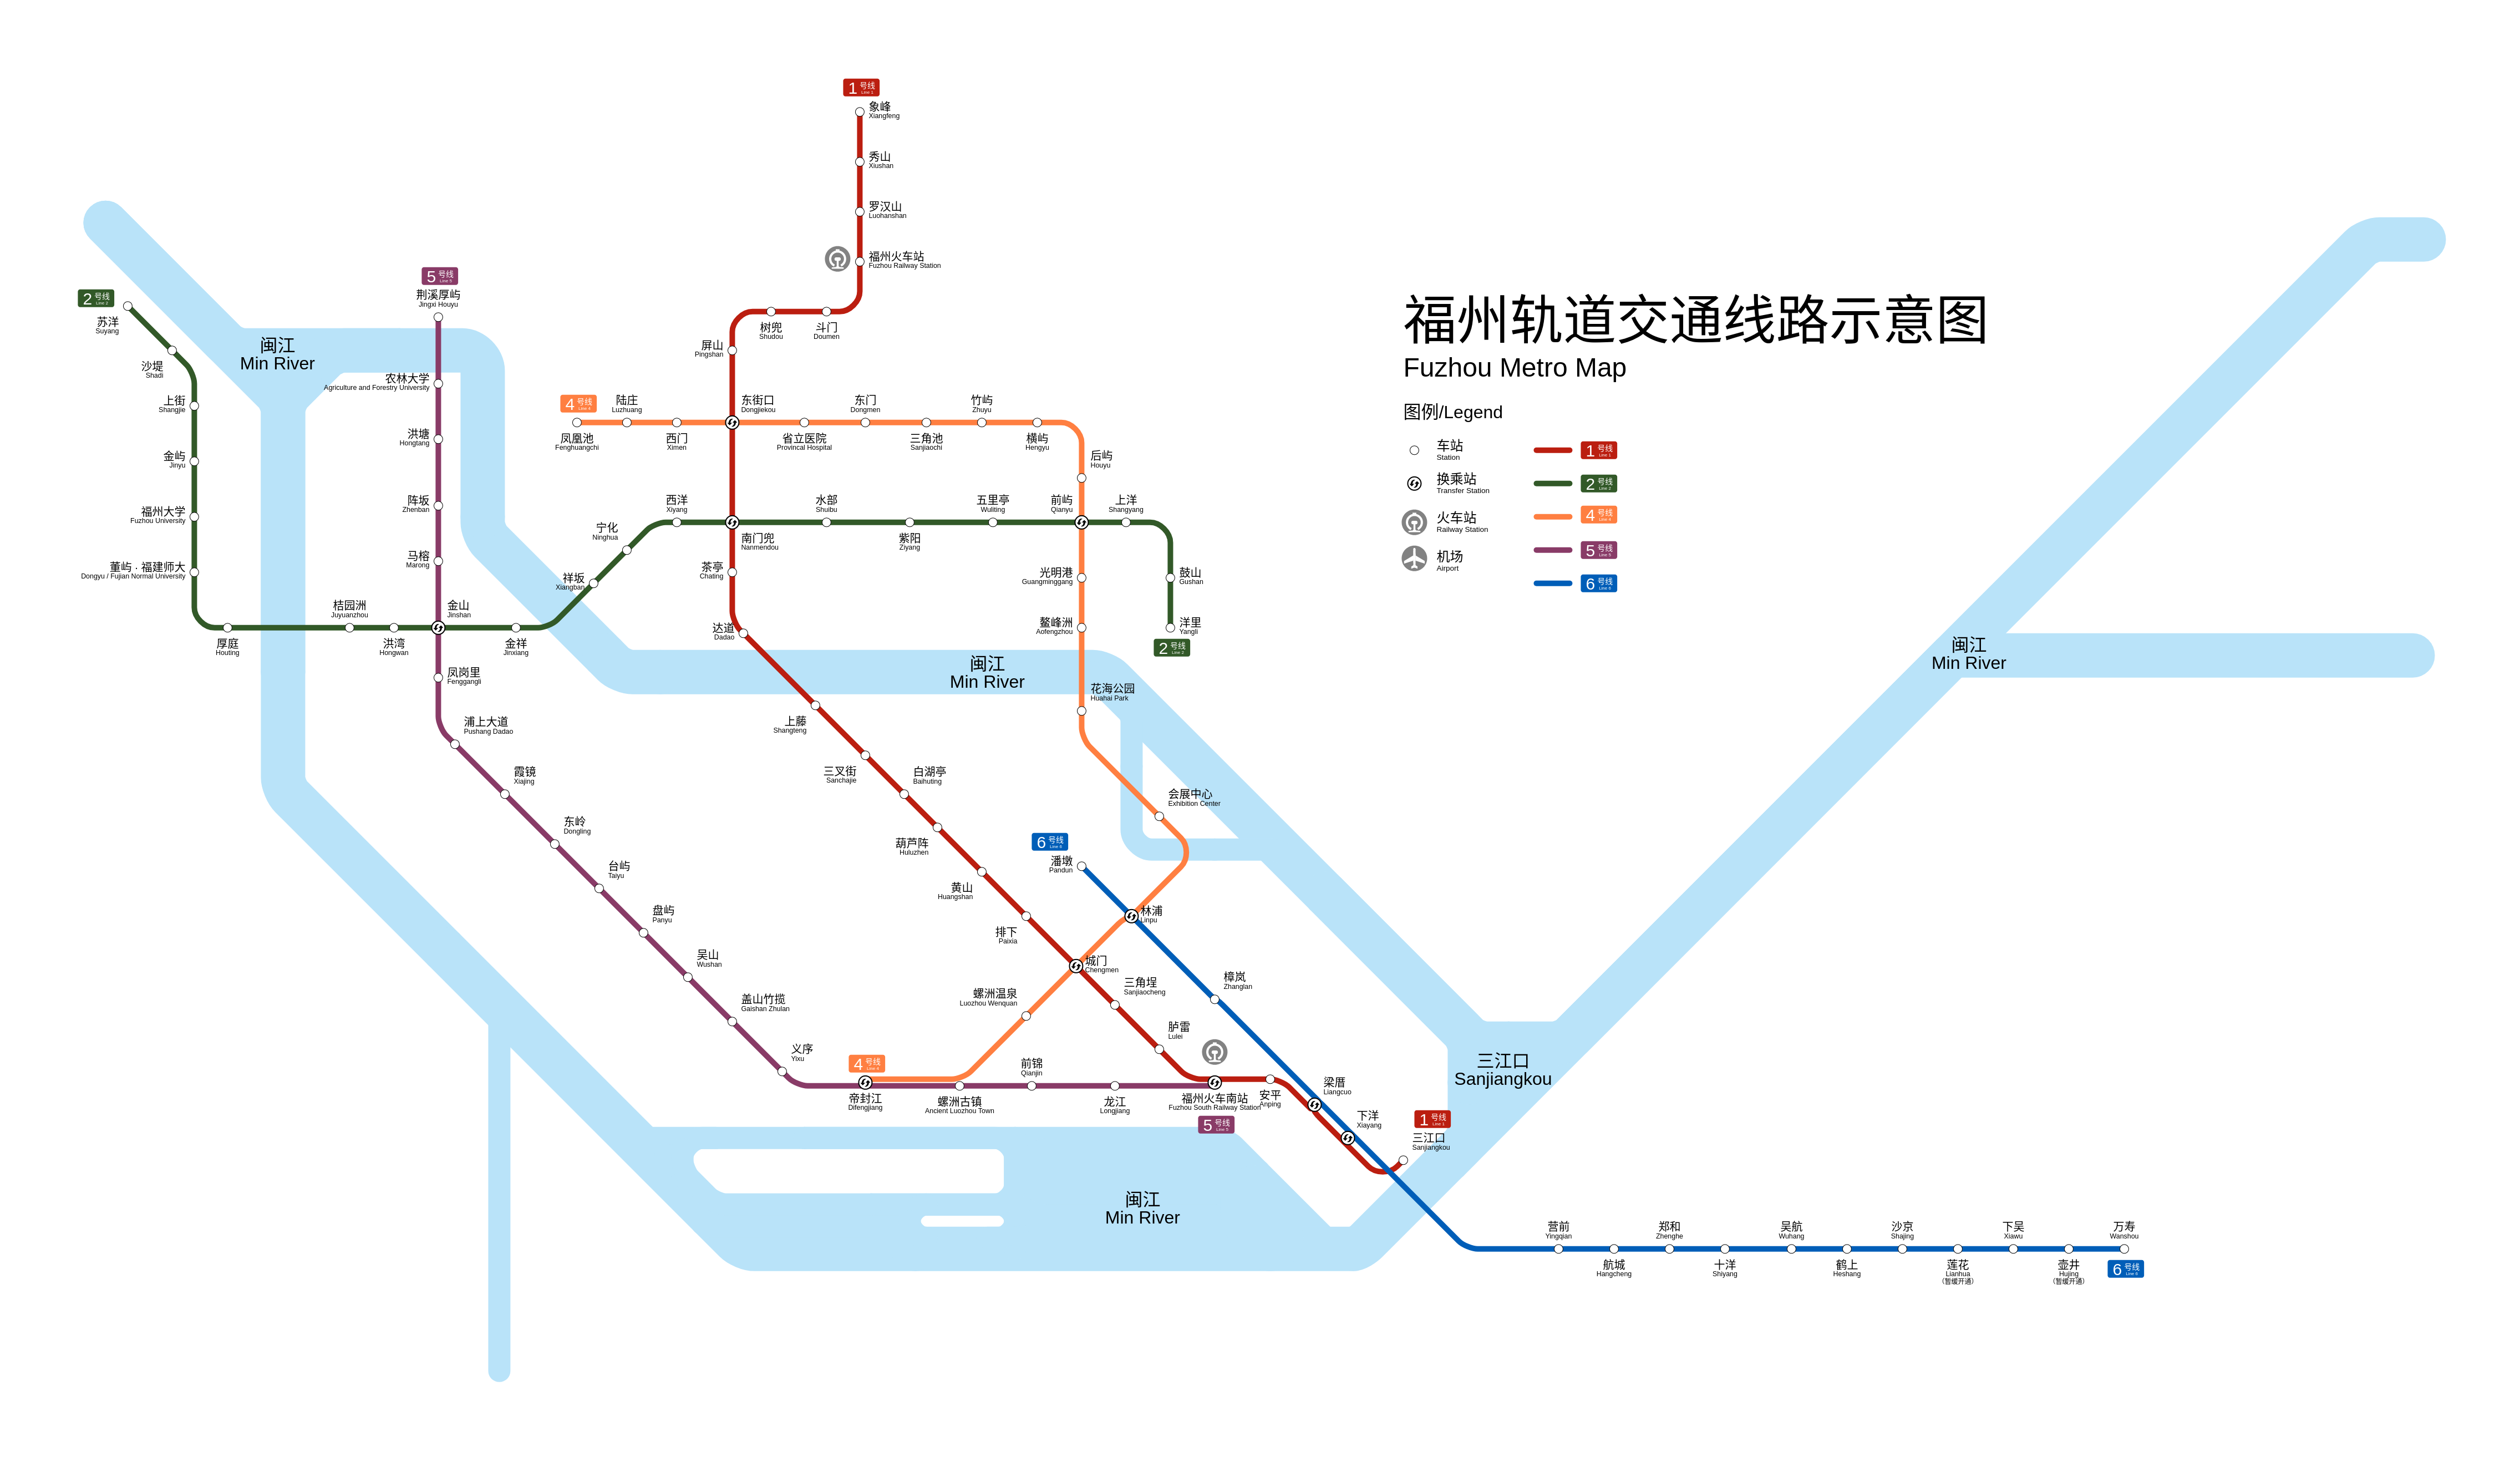 福州轨道交通线路示意图
Fuzhou Metro Map
图例/Legend
车站
Station
换乘站
Transfer Station
火车站
Railway Station
机场
Airport
1 号线
Line 1
2 号线
Line 2
4 号线
Line 4
5 号线
Line 5
6 号线
Line 6
1 号线
Line 1
象峰
Xiangfeng
秀山
Xiushan
罗汉山
Luohanshan
福州火车站
Fuzhou Railway Station
斗门
Doumen
树兜
Shudou
屏山
Pingshan
东街口
Dongjiekou
南门兜
Nanmendou
茶亭
Chating
达道
Dadao
上藤
Shangteng
三叉街
Sanchajie
白湖亭
Baihuting
葫芦阵
Huluzhen
黄山
Huangshan
排下
Paixia
城门
Chengmen
三角埕
Sanjiaocheng
胪雷
Lulei
福州火车南站
Fuzhou South Railway Station
安平
Anping
梁厝
Liangcuo
下洋
Xiayang
三江口
Sanjiangkou
1 号线
Line 1
2 号线
Line 2
苏洋
Suyang
沙堤
Shadi
上街
Shangjie
金屿
Jinyu
福州大学
Fuzhou University
董屿 · 福建师大
Dongyu / Fujian Normal University
厚庭
Houting
桔园洲
Juyuanzhou
洪湾
Hongwan
金山
Jinshan
金祥
Jinxiang
祥坂
Xiangban
宁化
Ninghua
西洋
Xiyang
水部
Shuibu
紫阳
Ziyang
五里亭
Wuliting
前屿
Qianyu
上洋
Shangyang
鼓山
Gushan
洋里
Yangli
2 号线
Line 2
4 号线
Line 4
凤凰池
Fenghuangchi
陆庄
Luzhuang
西门
Ximen
省立医院
Provincal Hospital
东门
Dongmen
三角池
Sanjiaochi
竹屿
Zhuyu
横屿
Hengyu
后屿
Houyu
光明港
Guangminggang
鳌峰洲
Aofengzhou
花海公园
Huahai Park
会展中心
Exhibition Center
林浦
Linpu
螺洲温泉
Luozhou Wenquan
帝封江
Difengjiang
4 号线
Line 4
5 号线
Line 5
荆溪厚屿
Jingxi Houyu
农林大学
Agriculture and Forestry University
洪塘
Hongtang
阵坂
Zhenban
马榕
Marong
凤岗里
Fenggangli
浦上大道
Pushang Dadao
霞镜
Xiajing
东岭
Dongling
台屿
Taiyu
盘屿
Panyu
吴山
Wushan
盖山竹揽
Gaishan Zhulan
义序
Yixu
螺洲古镇
Ancient Luozhou Town
前锦
Qianjin
龙江
Longjiang
5 号线
Line 5
6 号线
Line 6
潘墩
Pandun
樟岚
Zhanglan
营前
Yingqian
航城
Hangcheng
郑和
Zhenghe
十洋
Shiyang
吴航
Wuhang
鹤上
Heshang
沙京
Shajing
莲花
Lianhua
(暂缓开通)
下吴
Xiawu
壶井
Hujing
(暂缓开通)
万寿
Wanshou
6 号线
Line 6
闽江
Min River
闽江
Min River
闽江
Min River
闽江
Min River
三江口
Sanjiangkou